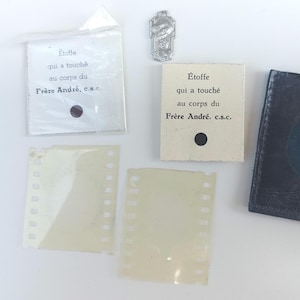 Étoffe
qui a touché
au corps du
Frère André, c.s.c.
Étoffe
qui a touché
au corps du
Frère André, c.s.c.